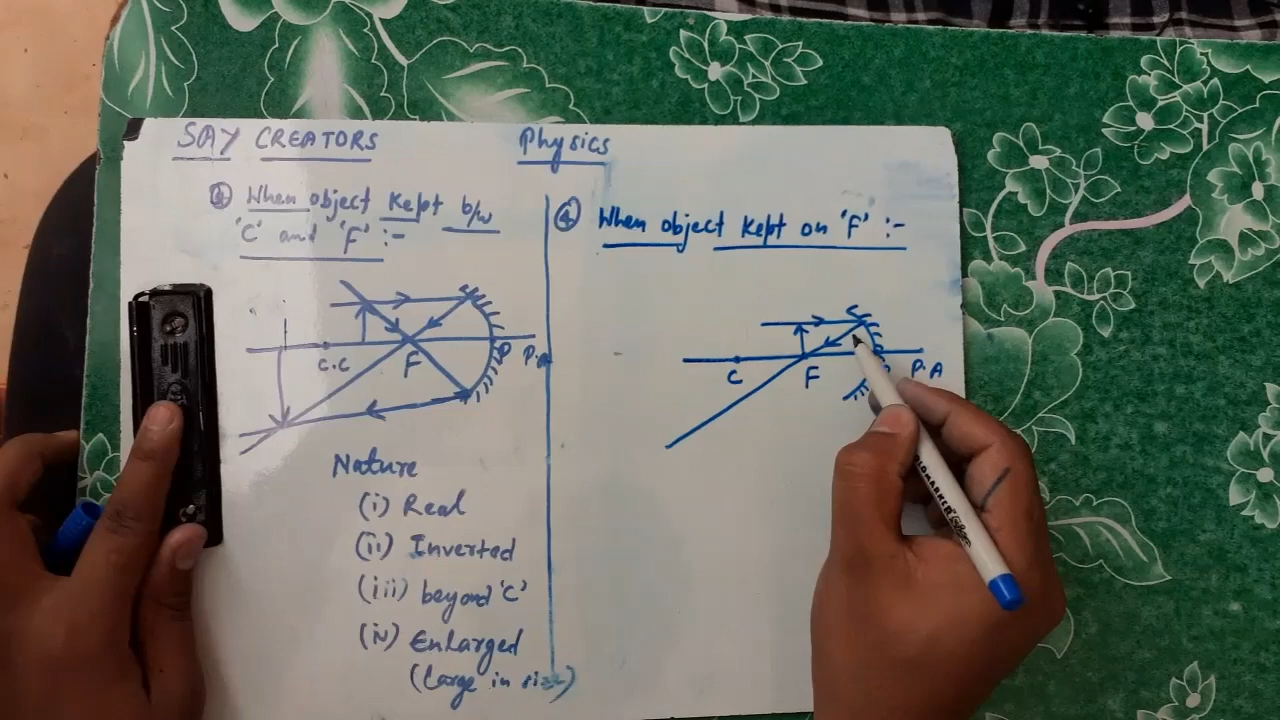 SAY CREATORS
Physics
③ When object Kept b/w
'C' and 'F' :-
C.C
F
P
P.A
Nature
(i) Real
(ii) Inverted
(iii) beyond 'C'
(iv) Enlarged
(Large in size)
④ When object Kept on 'F' :-
C
F
P.A